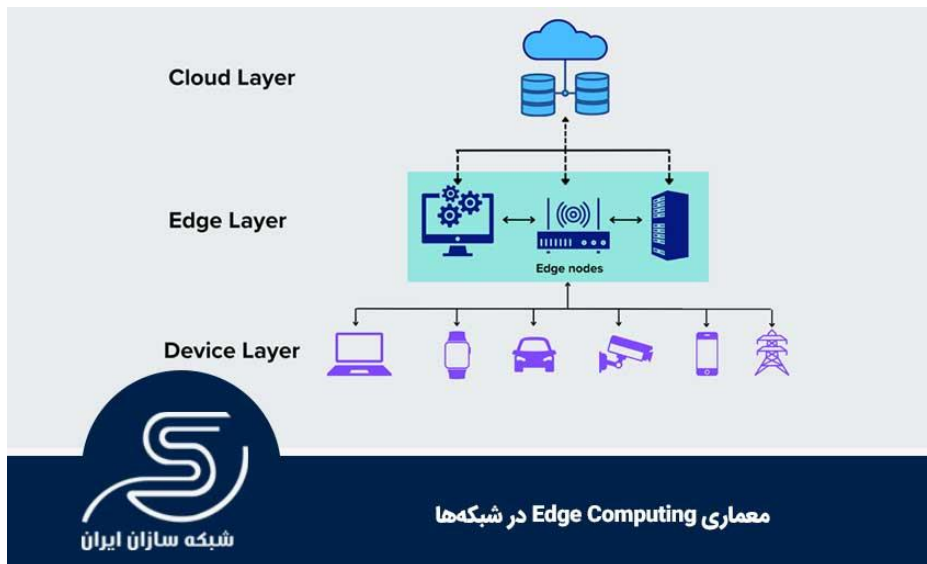 Cloud Layer
Edge Layer
Edge nodes
Device Layer
شبکه سازان ایران
معماری Edge Computing در شبکه‌ها